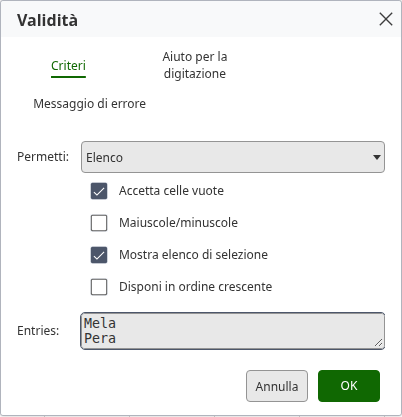 Validità
Criteri
Aiuto per la
digitazione
Messaggio di errore
Permetti:
Elenco
Accetta celle vuote
Maiuscole/minuscole
Mostra elenco di selezione
Disponi in ordine crescente
Entries:
Mela
Pera
Annulla
OK